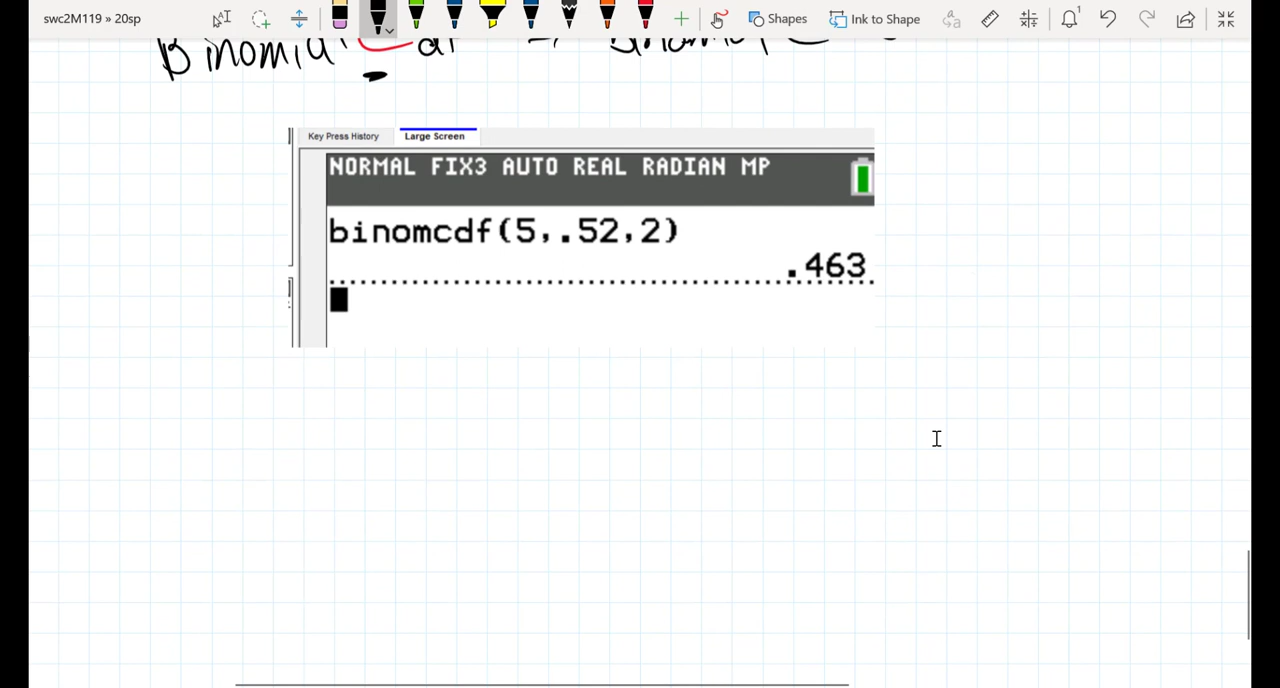 swc2M119 » 20sp
Shapes
Ink to Shape
Key Press History
Large Screen
NORMAL FIX3 AUTO REAL RADIAN MP
binomcdf(5,.52,2)
.463